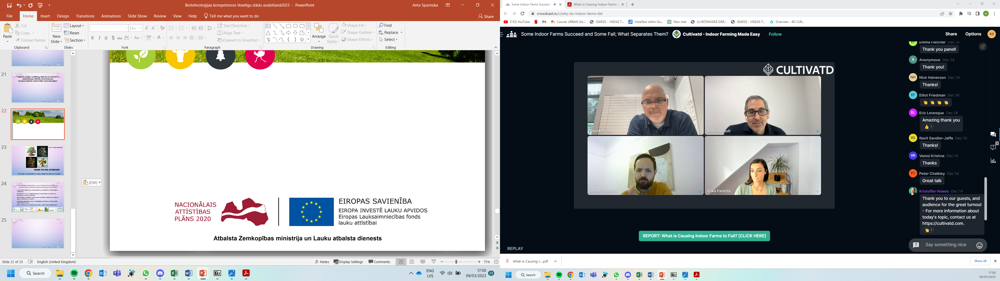 Biotehnoloģijas kompetences Veselīgu stādu audzēšanā2023 - PowerPoint
Anta Sparinska
File Home Insert Design Transitions Animations Slide Show Review View Help Tell me what you want to do
Share
Paste
Cut
Copy
Format Painter
Clipboard
New Slide
Layout
Reset
Section
Slides
12+
Font
Text Direction
Align Text
Convert to SmartArt
Paragraph
Arrange
Quick Styles
Shape Fill
Shape Outline
Shape Effects
Drawing
Find
Replace
Select
Editing
21
22
23
THANK YOU FOR ATTENTION!
24
25
(Ctrl)
NACIONĀLAIS
ATTĪSTĪBAS
PLĀNS 2020
EIROPAS SAVIENĪBA
EIROPA INVESTĒ LAUKU APVIDOS
Eiropas Lauksaimniecības fonds
lauku attīstībai
Atbalsta Zemkopības ministrija un Lauku atbalsta dienests
Slide 22 of 25 English (United Kingdom)
Notes Display Settings Comments 75%
Search
ENG
LVS
17:00
09/03/2023
23
Some Indoor Farms Succeed
What-is-Causing-Indoor-Farms-
crowdcast.io/c/why-do-indoor-farms-fail
(152) YouTube
Course: URBAN GA...
IDARZS - VIEDAS T...
InstaText within Go...
New chat
LU BOTANISKĀ DĀR...
IDARZS - VIEDAS T...
Overview - 4D CUB...
Some Indoor Farms Succeed and Some Fail; What Separates Them?
Cultivatd - Indoor Farming Made Easy
Follow
Share
Options
AS
CULTIVATD
David Flynn
Rob Imbeault
Jamie Burrows
Erika Parente
REPORT: What is Causing Indoor Farms to Fail? [CLICK HERE]
REPLAY
Emma Fletcher Dec 14
Thank you panel!
A
Anonymous Dec 14
Thank you!
NH
Nick Halverson Dec 14
Thanks!
EF
Elliot Friedman Dec 14
EL
Eric Levesque Dec 14
Amazing thank you
1
RS
Ravit Sandler-Jaffe Dec 14
Thanks!
VK
Vamsi Krishna Dec 14
Thanks
PC
Peter Chalkley Dec 14
Great talk
Kristoffer Howes Dec 14
Thank you to our guests, and
audience for the great turnout
- For more information about
today's topic, contact us at
https://cultivatd.com.
2
Say something nice
1
What-is-Causing-I....pdf
Show all
Search
17:00
09/03/2023